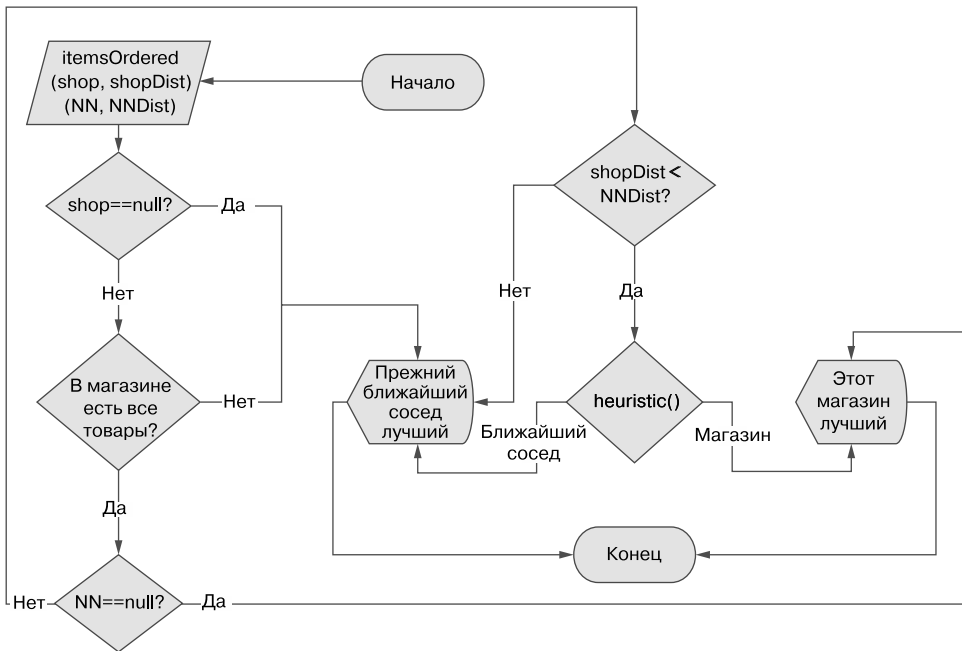 Начало
itemsOrdered
(shop, shopDist)
(NN, NNDist)
shop==null?
Да
Нет
В магазине
есть все
товары?
Нет
Да
NN==null?
Нет
Да
shopDist <
NNDist?
Нет
Да
heuristic()
Ближайший
сосед
Магазин
Прежний
ближайший
сосед
лучший
Этот
магазин
лучший
Конец